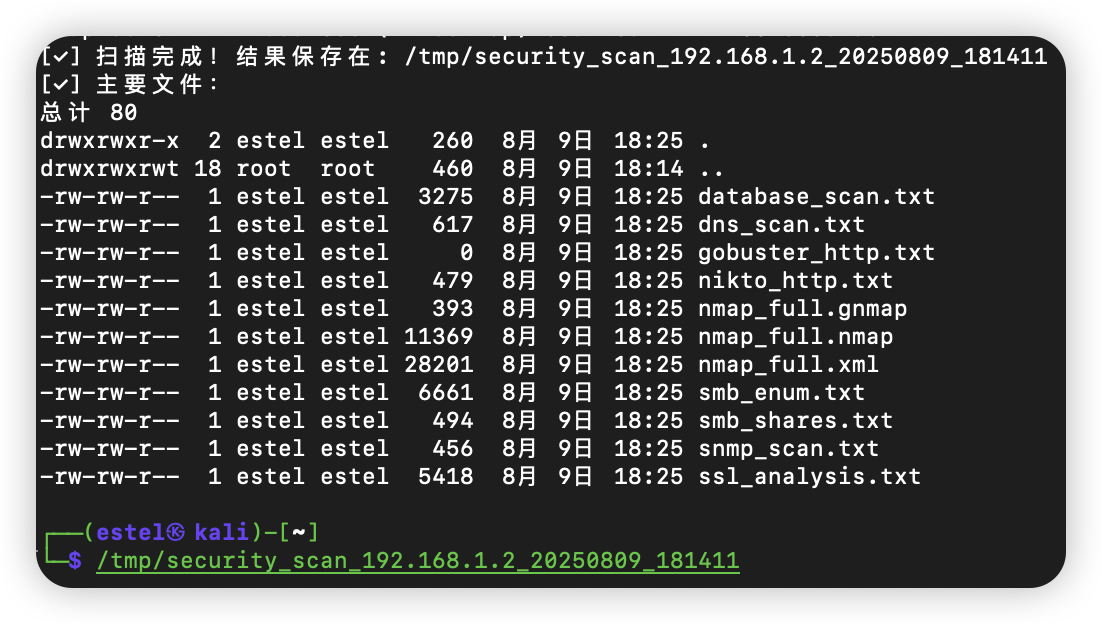 [✓] 扫描完成! 结果保存在: /tmp/security_scan_192.168.1.2_20250809_181411
[✓] 主要文件:
总计 80
drwxrwxr-x  2 estel estel   260  8月  9日 18:25 .
drwxrwxrwt 18 root  root    460  8月  9日 18:14 ..
-rw-rw-r--  1 estel estel  3275  8月  9日 18:25 database_scan.txt
-rw-rw-r--  1 estel estel   617  8月  9日 18:25 dns_scan.txt
-rw-rw-r--  1 estel estel     0  8月  9日 18:25 gobuster_http.txt
-rw-rw-r--  1 estel estel   479  8月  9日 18:25 nikto_http.txt
-rw-rw-r--  1 estel estel   393  8月  9日 18:25 nmap_full.gnmap
-rw-rw-r--  1 estel estel 11369  8月  9日 18:25 nmap_full.nmap
-rw-rw-r--  1 estel estel 28201  8月  9日 18:25 nmap_full.xml
-rw-rw-r--  1 estel estel  6661  8月  9日 18:25 smb_enum.txt
-rw-rw-r--  1 estel estel   494  8月  9日 18:25 smb_shares.txt
-rw-rw-r--  1 estel estel   456  8月  9日 18:25 snmp_scan.txt
-rw-rw-r--  1 estel estel  5418  8月  9日 18:25 ssl_analysis.txt
┌──(estel㉿kali)-[~]
└─$ /tmp/security_scan_192.168.1.2_20250809_181411